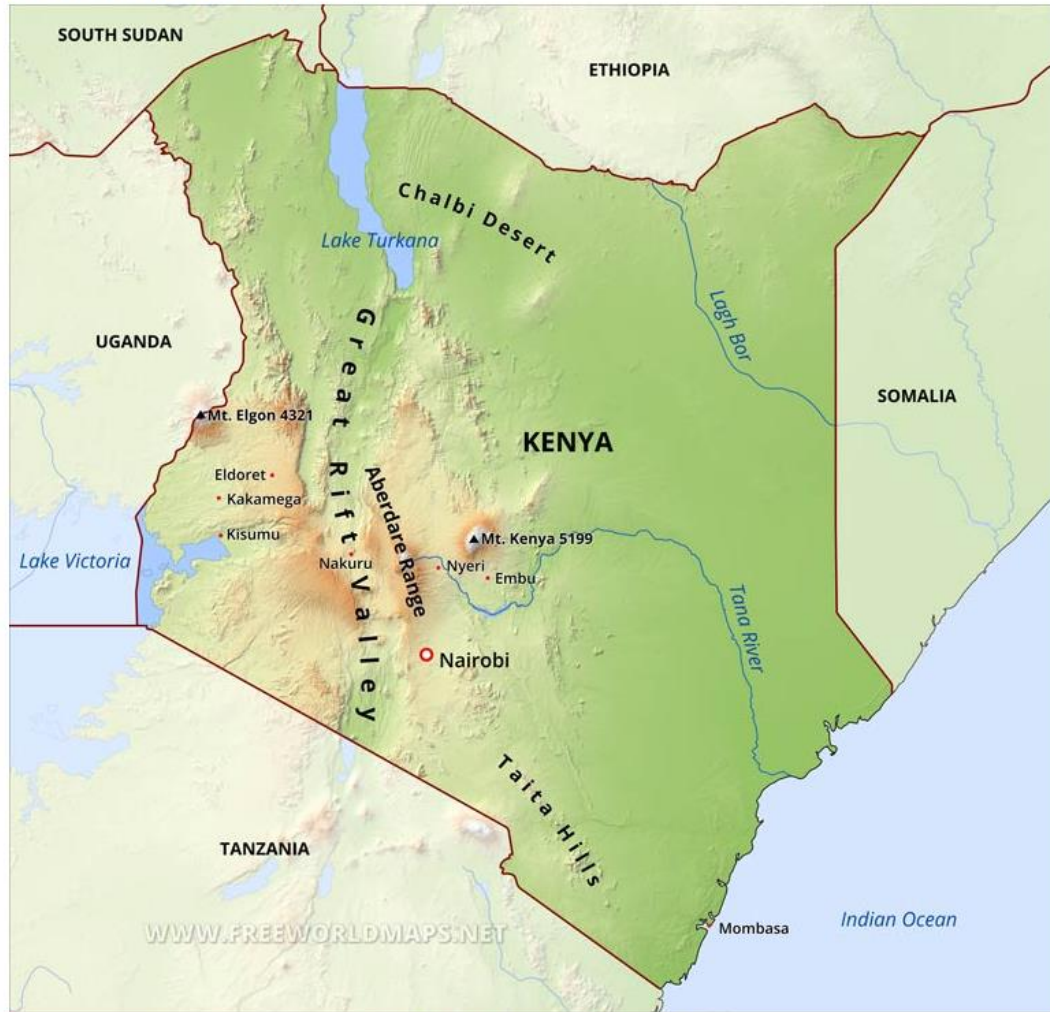 SOUTH SUDAN
ETHIOPIA
Chalbi Desert
Lake Turkana
Lagh Bor
Great Rift Valley
UGANDA
SOMALIA
Mt. Elgon 4321
KENYA
Eldoret
Aberdare Range
Kakamega
Kisumu
Mt. Kenya 5199
Lake Victoria
Nakuru
Nyeri
Embu
Tana River
Nairobi
Taita Hills
TANZANIA
Indian Ocean
Mombasa
WWW.FREEWORLDMAPS.NET